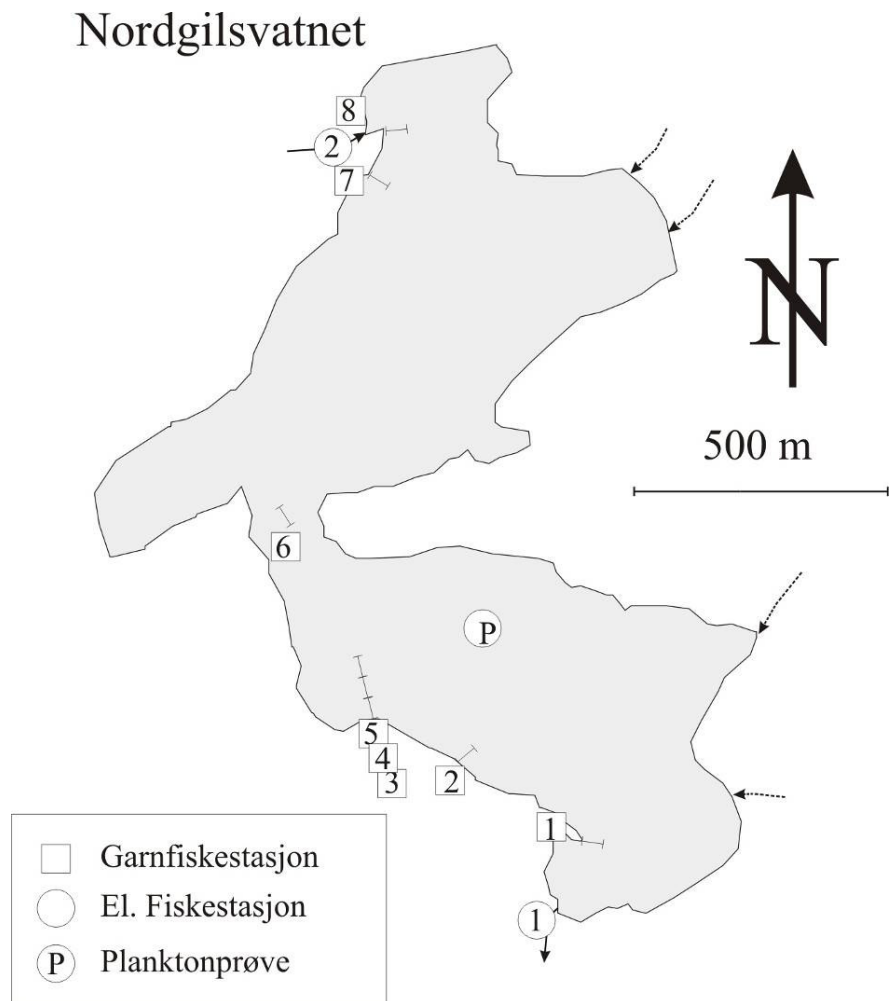 Nordgilsvatnet
8
2
7
N
500 m
6
P
5
4
3
2
1
1
Garnfiskestasjon
El. Fiskestasjon
P Planktonprøve